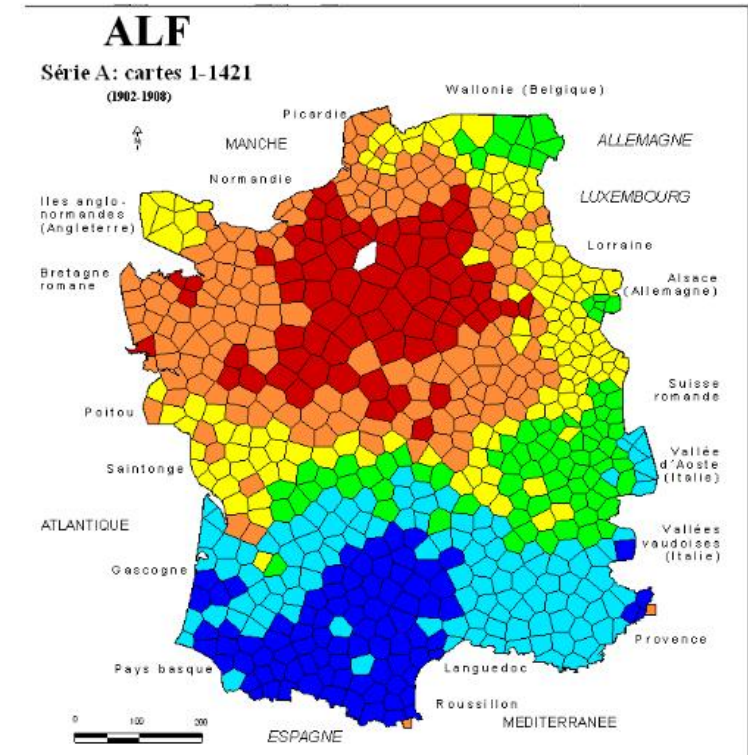 ALF
Série A: cartes 1-1421
(1902-1908)
Wallonie (Belgique)
Picardie
N
MANCHE
ALLEMAGNE
Normandie
LUXEMBOURG
Iles anglo-
normandes
(Angleterre)
Lorraine
Bretagne
romane
Alsace
(Allemagne)
Suisse
romande
Poitou
Vallée
d'Aoste
(Italie)
Saintonge
ATLANTIQUE
Vallées
vaudoises
(Italie)
Gascogne
Provence
Pays basque
Languedoc
Roussillon
0 100 200
ESPAGNE
MEDITERRANEE